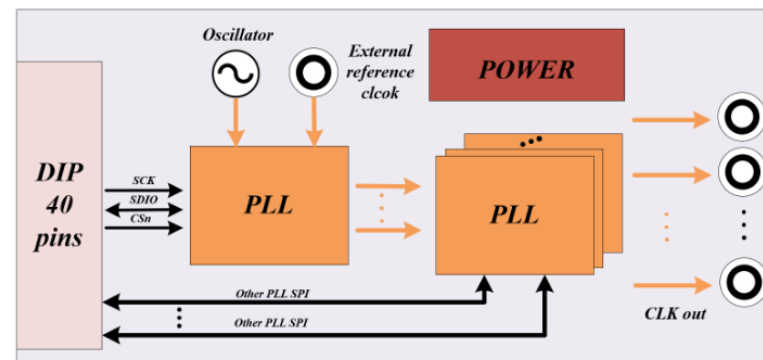 Oscillator
External
reference
clcok
POWER
DIP
40
pins
SCK
SDIO
CSn
PLL
PLL
Other PLL SPI
Other PLL SPI
CLK out